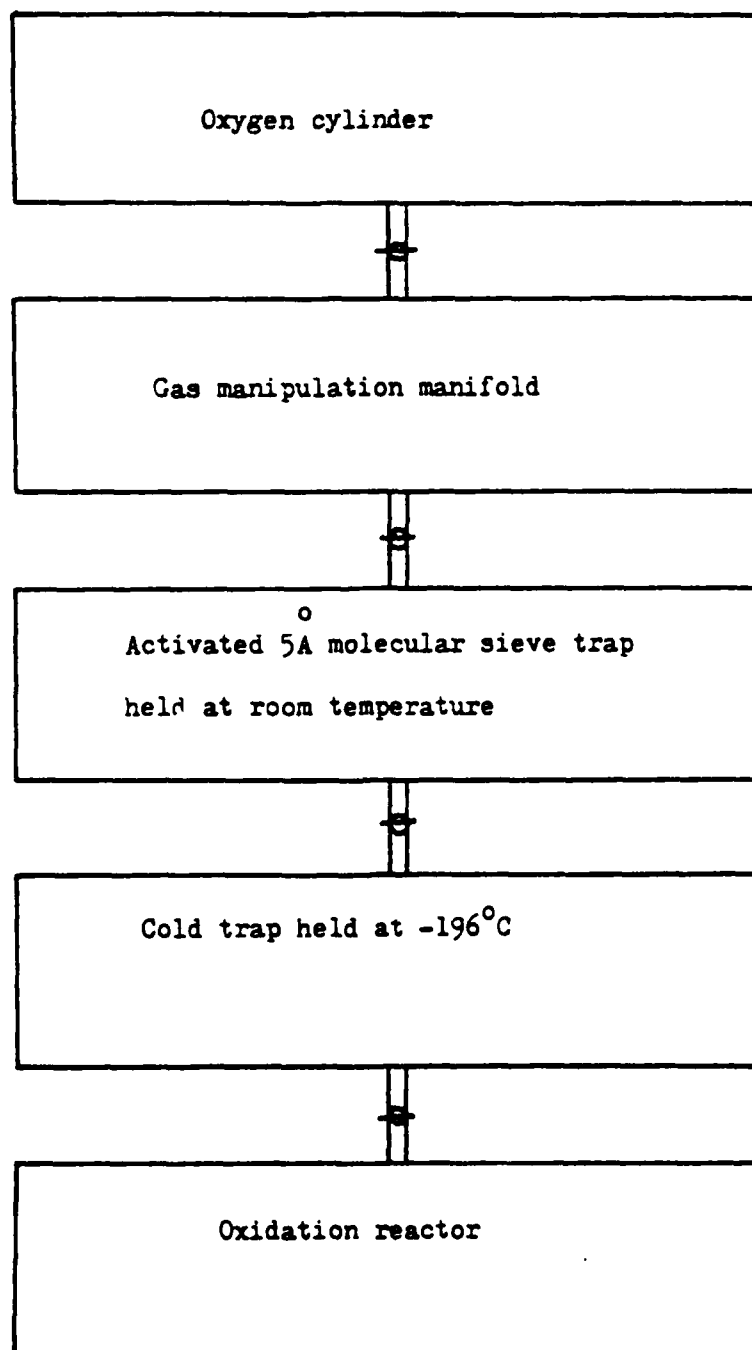 Oxygen cylinder
Gas manipulation manifold
Activated 5Å molecular sieve trap
held at room temperature
Cold trap held at -196°C
Oxidation reactor